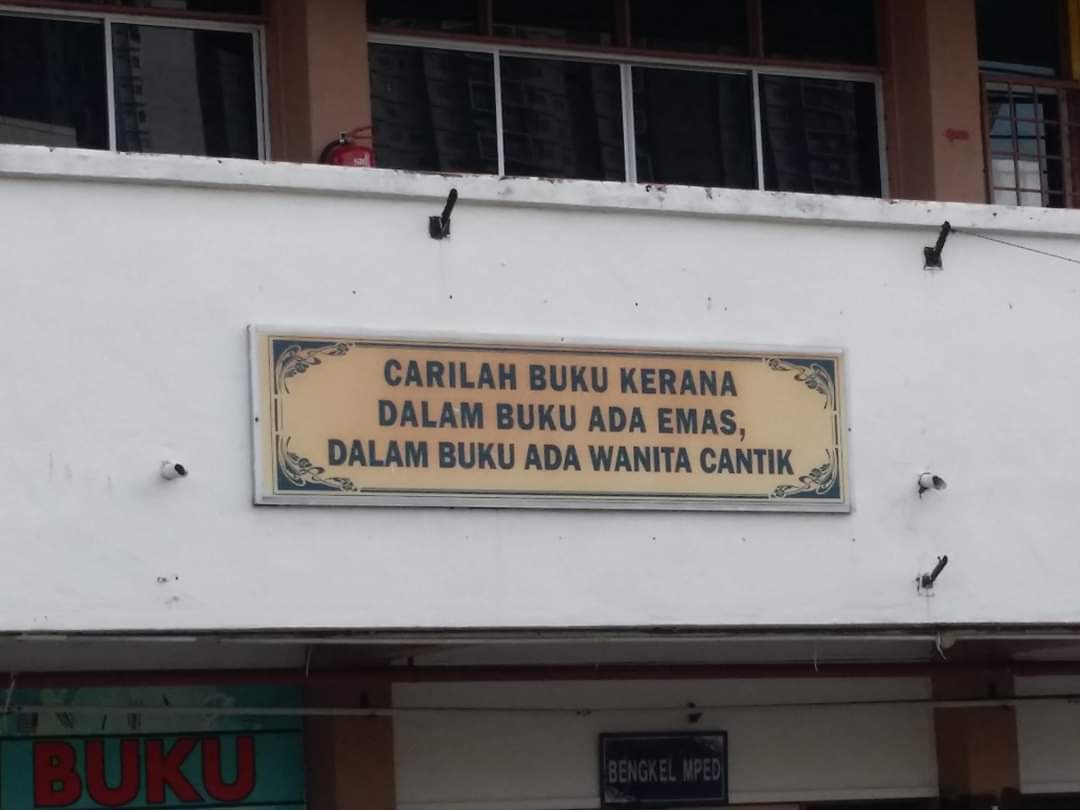 CARILAH BUKU KERANA
DALAM BUKU ADA EMAS,
DALAM BUKU ADA WANITA CANTIK
BUKU
BENGKEL MPED